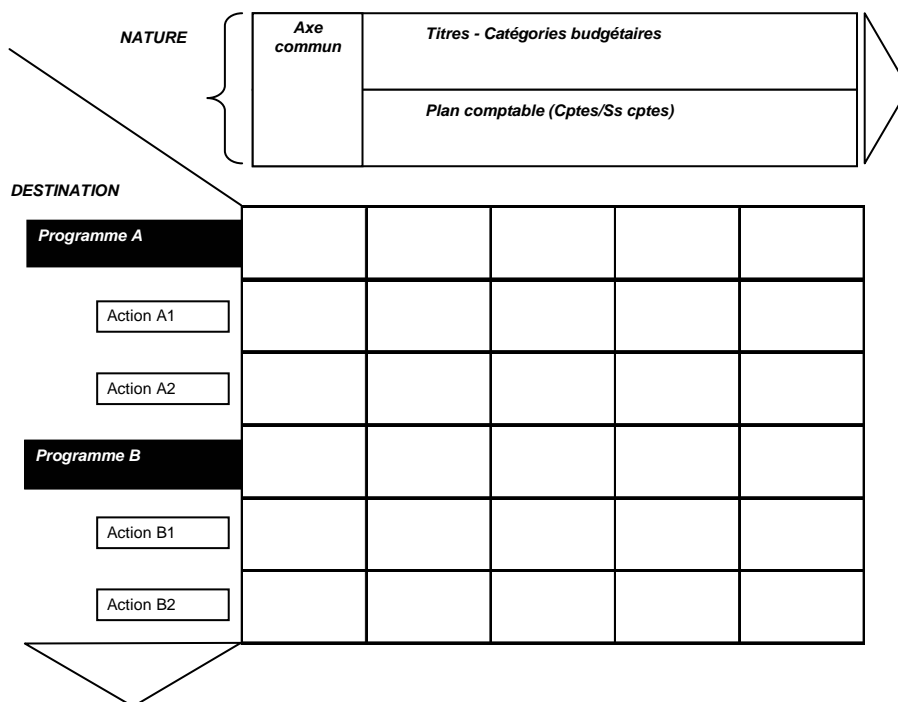 NATURE
Axe
commun
Titres - Catégories budgétaires
Plan comptable (Cptes/Ss cptes)
DESTINATION
Programme A
Action A1
Action A2
Programme B
Action B1
Action B2